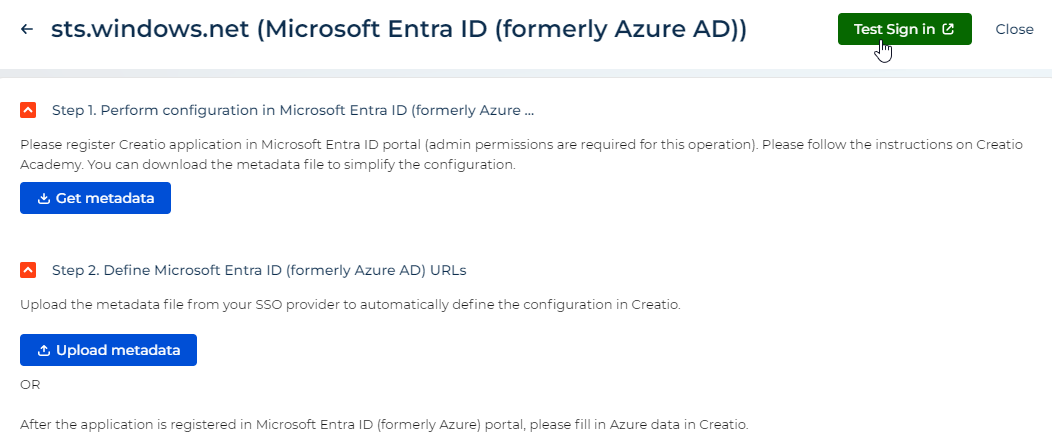 sts.windows.net (Microsoft Entra ID (formerly Azure AD))
Test Sign in
Close
Step 1. Perform configuration in Microsoft Entra ID (formerly Azure ...
Please register Creatio application in Microsoft Entra ID portal (admin permissions are required for this operation). Please follow the instructions on Creatio
Academy. You can download the metadata file to simplify the configuration.
Get metadata
Step 2. Define Microsoft Entra ID (formerly Azure AD) URLs
Upload the metadata file from your SSO provider to automatically define the configuration in Creatio.
Upload metadata
OR
After the application is registered in Microsoft Entra ID (formerly Azure) portal, please fill in Azure data in Creatio.